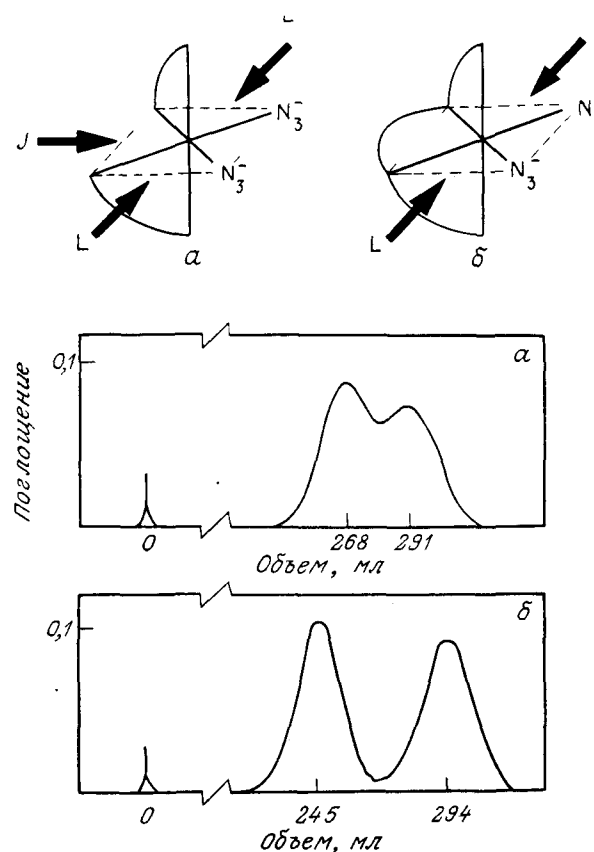 N₃⁻
J
N₃⁻
L
а
N
N₃⁻
L
б
Поглощение
0,1
а
0
268
291
Объем, мл
0,1
б
0
245
294
Объем, мл